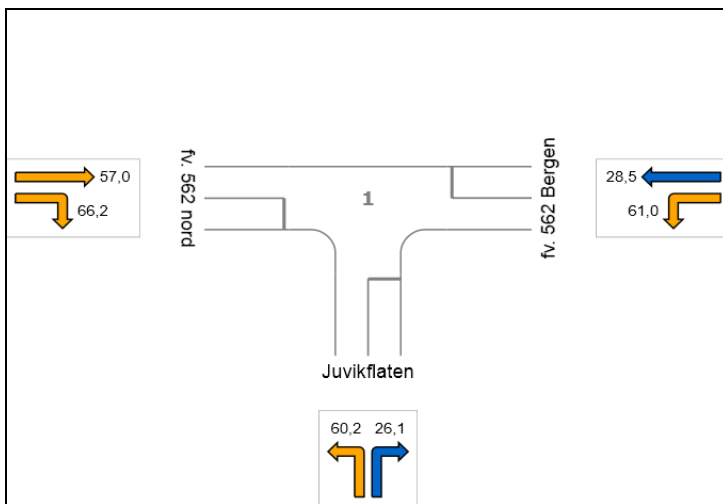 57,0
66,2
fv. 562 nord
1
fv. 562 Bergen
28,5
61,0
Juvikflaten
60,2 26,1